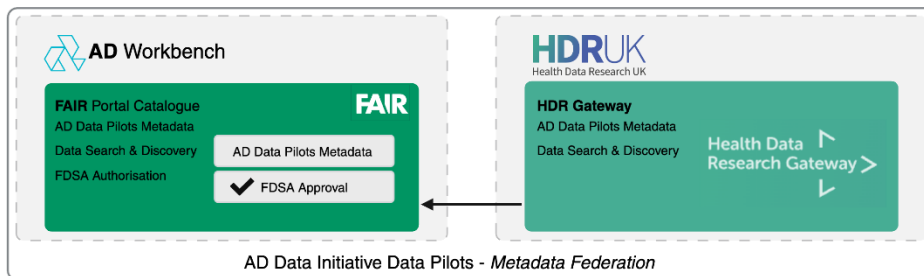 AD Workbench
FAIR Portal Catalogue
FAIR
AD Data Pilots Metadata
Data Search & Discovery
FDSA Authorisation
AD Data Pilots Metadata
FDSA Approval
HDRUK
Health Data Research UK
HDR Gateway
AD Data Pilots Metadata
Data Search & Discovery
Health Data
Research Gateway
AD Data Initiative Data Pilots - Metadata Federation